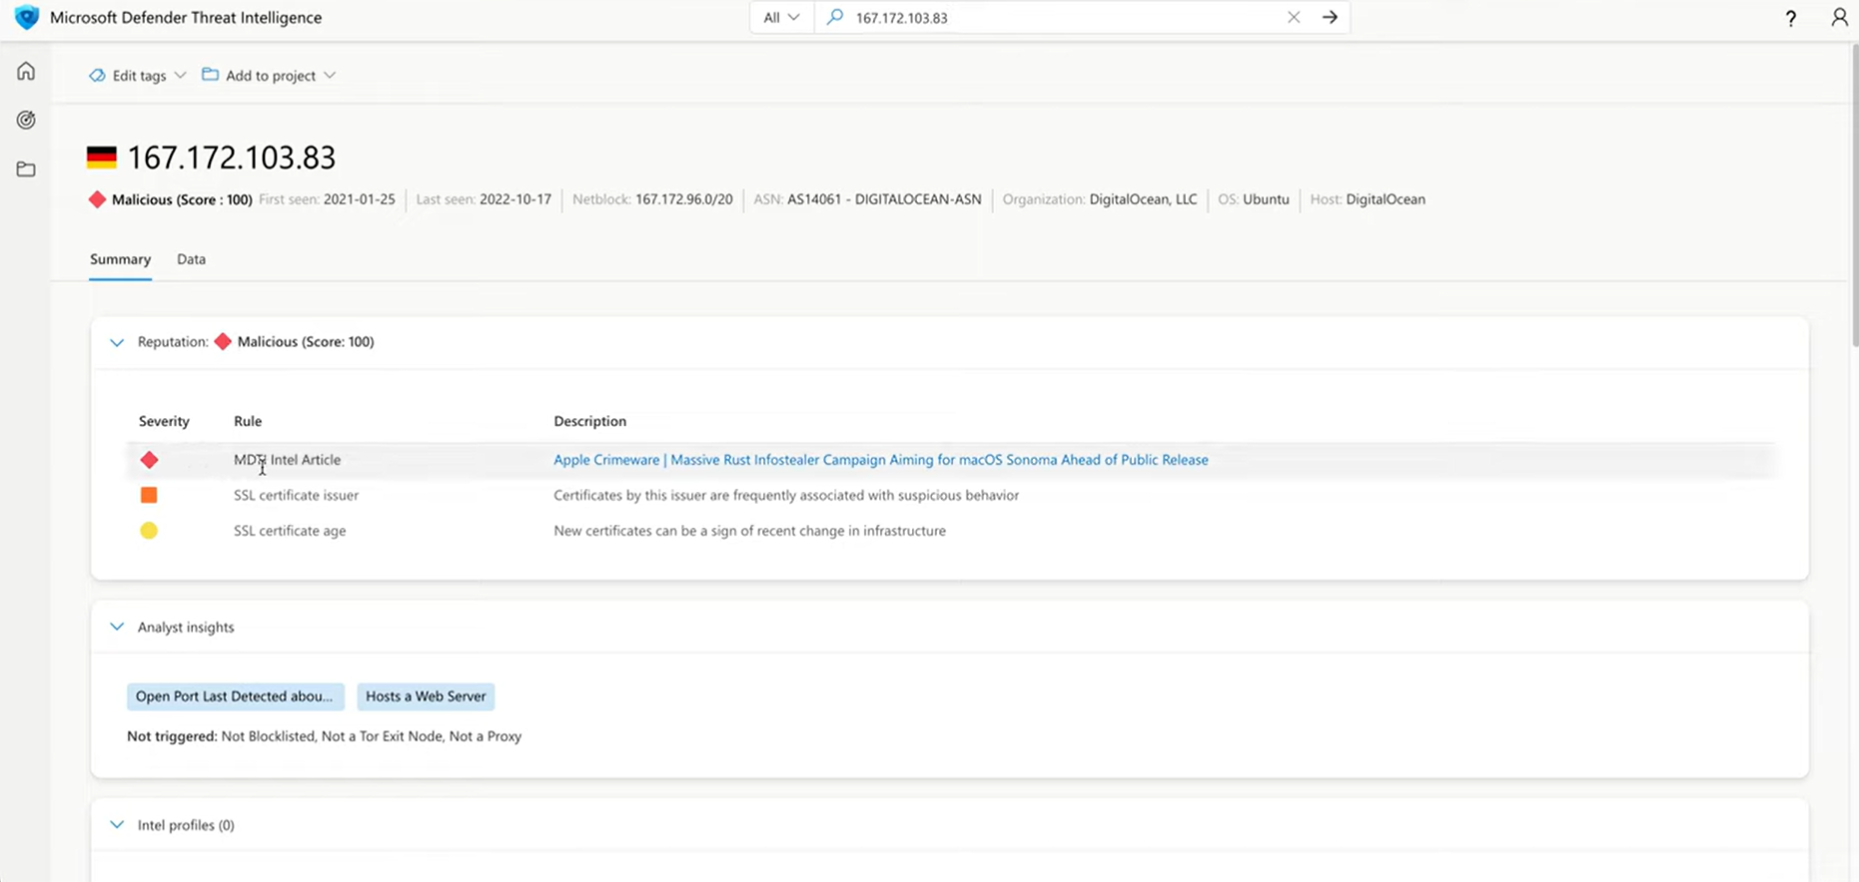 Microsoft Defender Threat Intelligence
All
167.172.103.83
?
Edit tags
Add to project
167.172.103.83
Malicious (Score : 100) First seen: 2021-01-25 Last seen: 2022-10-17 Netblock: 167.172.96.0/20 ASN: AS14061 - DIGITALOCEAN-ASN Organization: DigitalOcean, LLC OS: Ubuntu Host: DigitalOcean
Summary Data
Reputation: Malicious (Score: 100)
Severity Rule Description
MDTI Intel Article Apple Crimeware | Massive Rust Infostealer Campaign Aiming for macOS Sonoma Ahead of Public Release
SSL certificate issuer Certificates by this issuer are frequently associated with suspicious behavior
SSL certificate age New certificates can be a sign of recent change in infrastructure
Analyst insights
Open Port Last Detected abou... Hosts a Web Server
Not triggered: Not Blocklisted, Not a Tor Exit Node, Not a Proxy
Intel profiles (0)